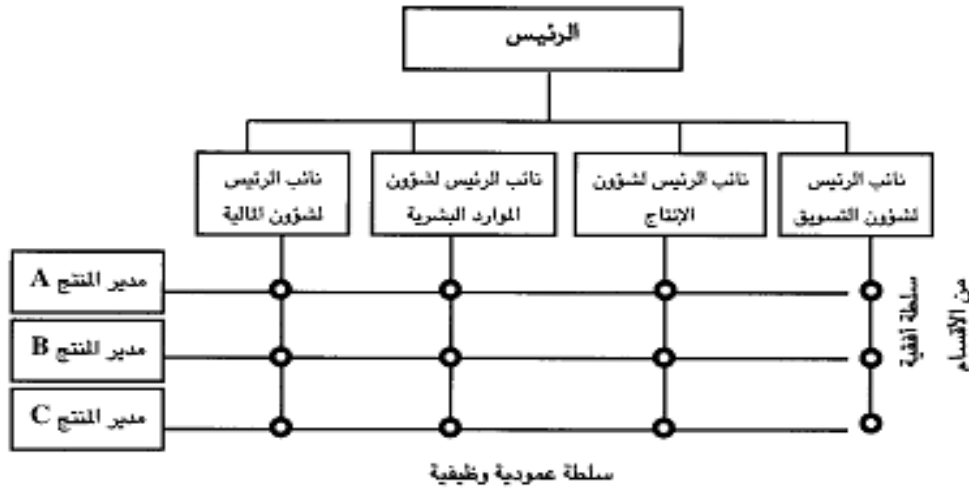 الرئيس
نائب الرئيس
لشؤون التسويق
نائب الرئيس لشؤون
الإنتاج
نائب الرئيس لشؤون
الموارد البشرية
نائب الرئيس
لشؤون المالية
مدير المنتج A
مدير المنتج B
مدير المنتج C
سلطة أفقية
من الأقسام
سلطة عمودية وظيفية